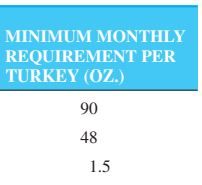 MINIMUM MONTHLY
REQUIREMENT PER
TURKEY (OZ.)
90
48
1.5